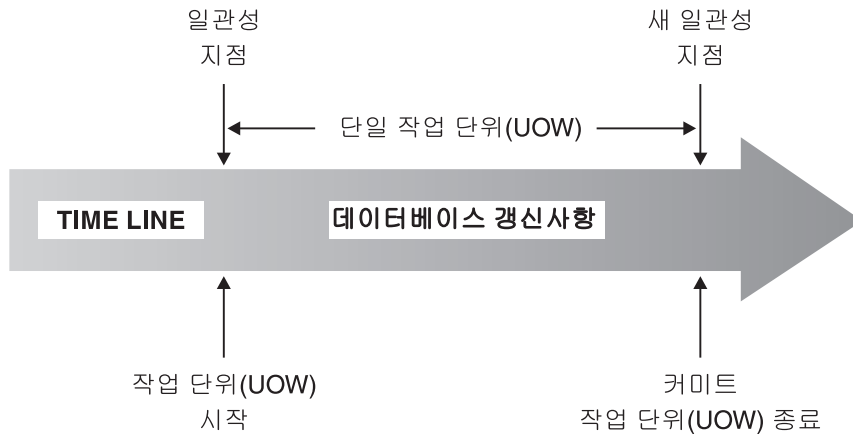 일관성
지점
새 일관성
지점
단일 작업 단위(UOW)
TIME LINE
데이터베이스 갱신사항
작업 단위(UOW)
시작
커미트
작업 단위(UOW) 종료